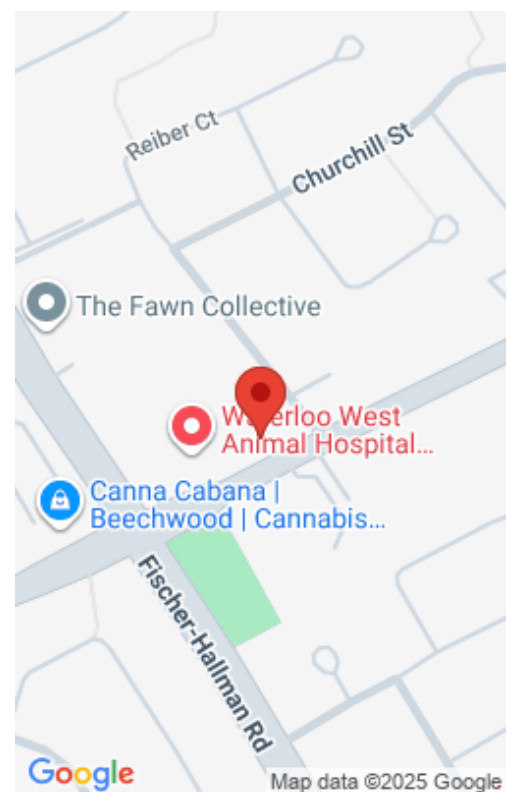 Reiber Ct
Churchill St
The Fawn Collective
Waterloo West
Animal Hospital...
Canna Cabana |
Beechwood | Cannabis...
Fischer-Hallman Rd
Google
Map data ©2025 Google